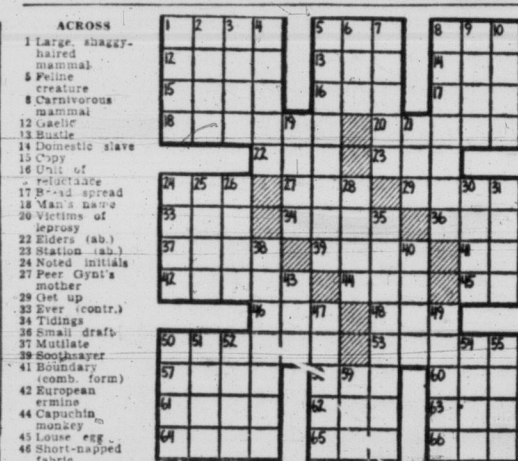 ACROSS
1 Large, shaggy-
haired
mammal
5 Feline
creature
8 Carnivorous
mammal
12 Gaelic
13 Bustle
14 Domestic slave
15 Copy
16 Unit of
reluctance
17 spread
18 Man's name
20 Victims of
leprosy
22 Elders (ab.)
23 Station (ab.)
24 Noted initials
27 Peer Gynt's
mother
29 Get up
33 Ever (contr.)
34 Tidings
36 Small draft
37 Mutilate
39 Soothsayer
41 Boundary
(comb. form)
42 European
ermine
44 Capuchin
monkey
45 Louse egg
46 Short-napped
fabric
1 2 3 4 5 6 7 8 9 10
12 13 14
15 16 17
18 19 20 21
22 23
24 25 26 27 28 29 30 31
33 34 35 36
37 38 39 40 41
42 43 44 45
46 47 48 49
50 51 52 53 54 55
57 59 60
61 62 63
64 65 66